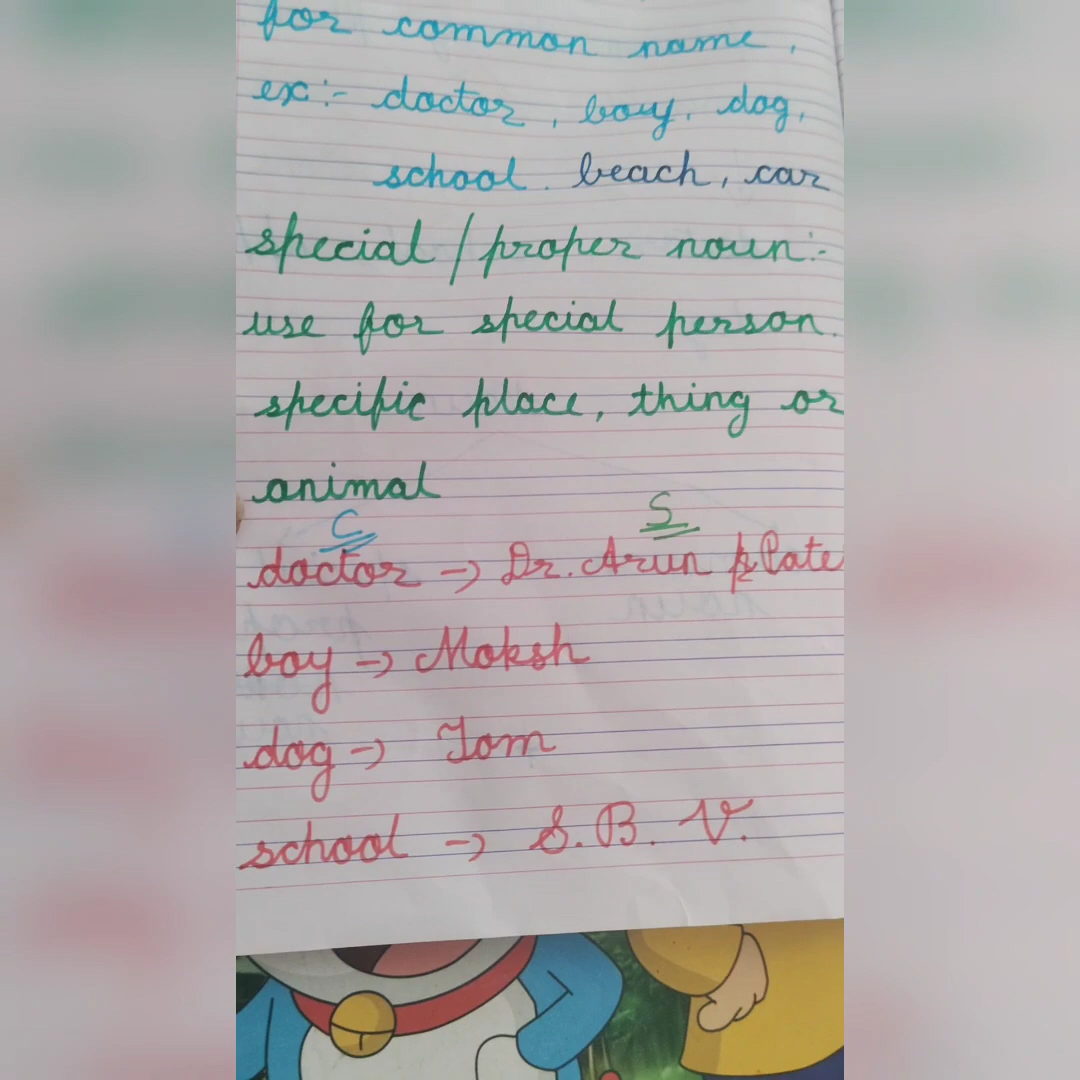 for common name,
ex:- doctor, boy, dog,
school. beach, car
special/proper noun:-
use for special person.
specific place, thing or
animal
C S
doctor → Dr. Arun Pate
boy → Moksh
dog → Tom
school → S. B. V.